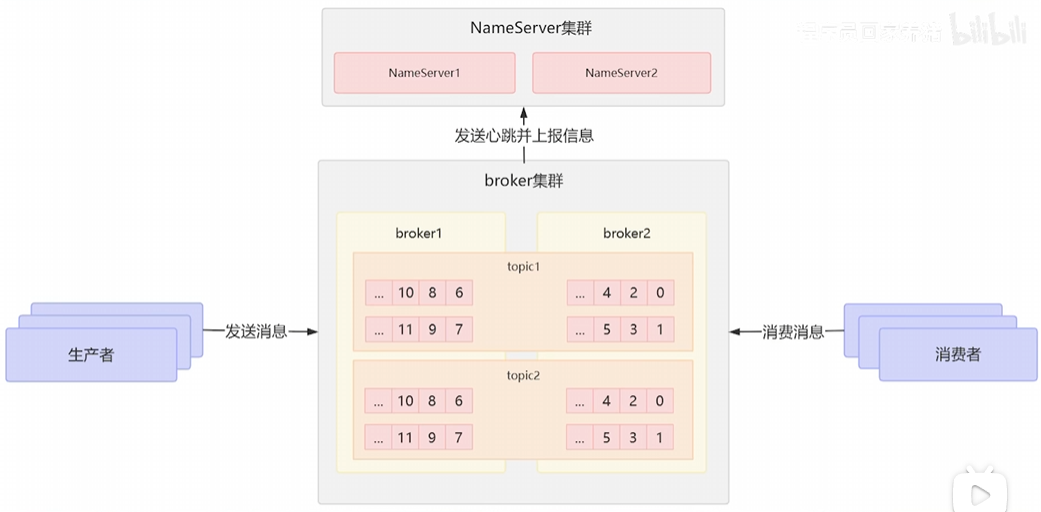 NameServer集群
bilibili
NameServer1
NameServer2
发送心跳并上报信息
broker集群
broker1
broker2
topic1
... 10 8 6
... 4 2 0
... 11 9 7
... 5 3 1
生产者
发送消息
消费消息
消费者
topic2
... 10 8 6
... 4 2 0
... 11 9 7
... 5 3 1